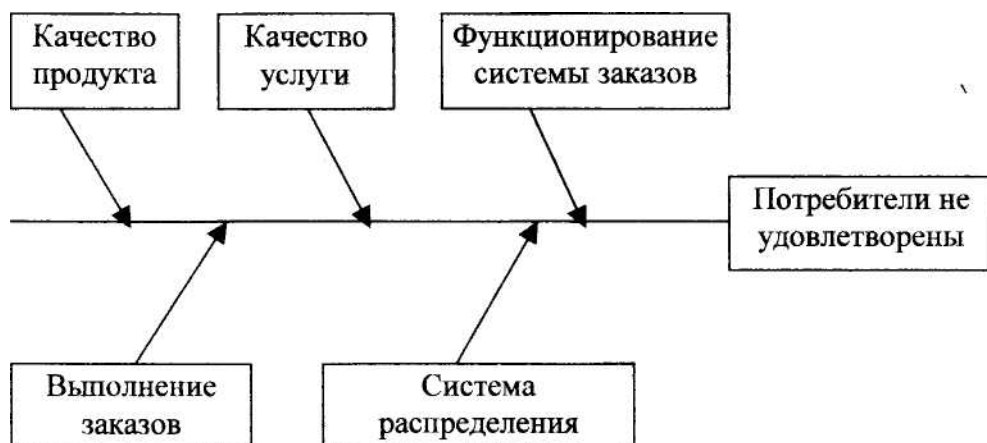 Качество
продукта
Качество
услуги
Функционирование
системы заказов
Потребители не
удовлетворены
Выполнение
заказов
Система
распределения